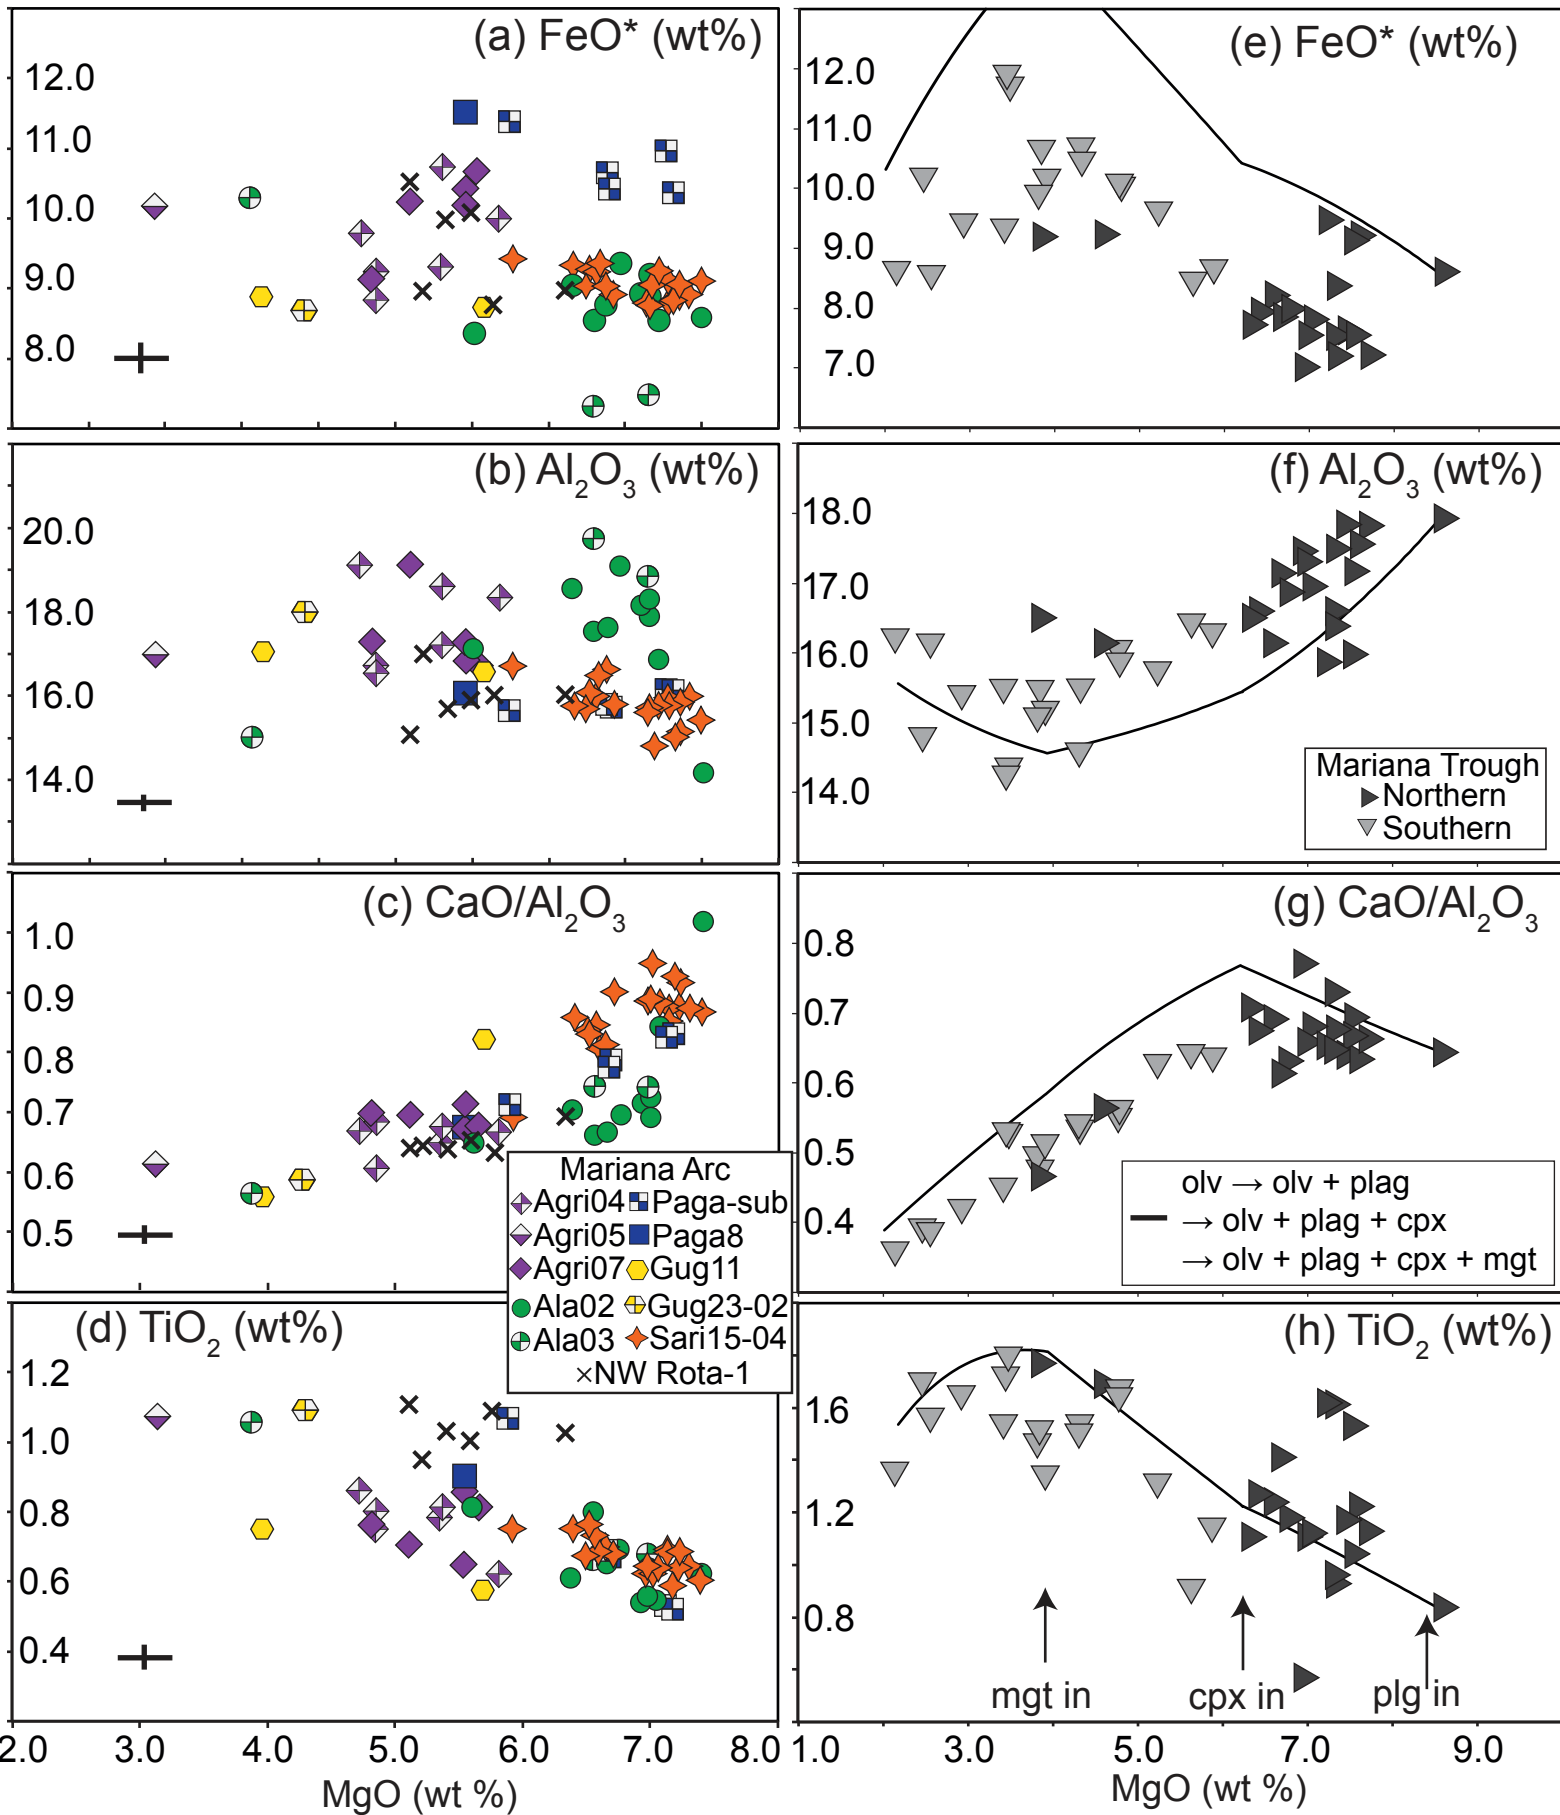 (a) FeO* (wt%)
12.0
11.0
10.0
9.0
8.0
(e) FeO* (wt%)
12.0
11.0
10.0
9.0
8.0
7.0
(b) Al2O3 (wt%)
20.0
18.0
16.0
14.0
(f) Al2O3 (wt%)
18.0
17.0
16.0
15.0
14.0
Mariana Trough
Northern
Southern
(c) CaO/Al2O3
1.0
0.9
0.8
0.7
0.6
0.5
Mariana Arc
Agri04 Paga-sub
Agri05 Paga8
Agri07 Gug11
Ala02 Gug23-02
Ala03 Sari15-04
×NW Rota-1
(g) CaO/Al2O3
0.8
0.7
0.6
0.5
0.4
olv → olv + plag
→ olv + plag + cpx
→ olv + plag + cpx + mgt
(d) TiO2 (wt%)
1.2
1.0
0.8
0.6
0.4
2.0 3.0 4.0 5.0 6.0 7.0 8.0
MgO (wt %)
(h) TiO2 (wt%)
1.6
1.2
0.8
mgt in cpx in plg in
1.0 3.0 5.0 7.0 9.0
MgO (wt %)